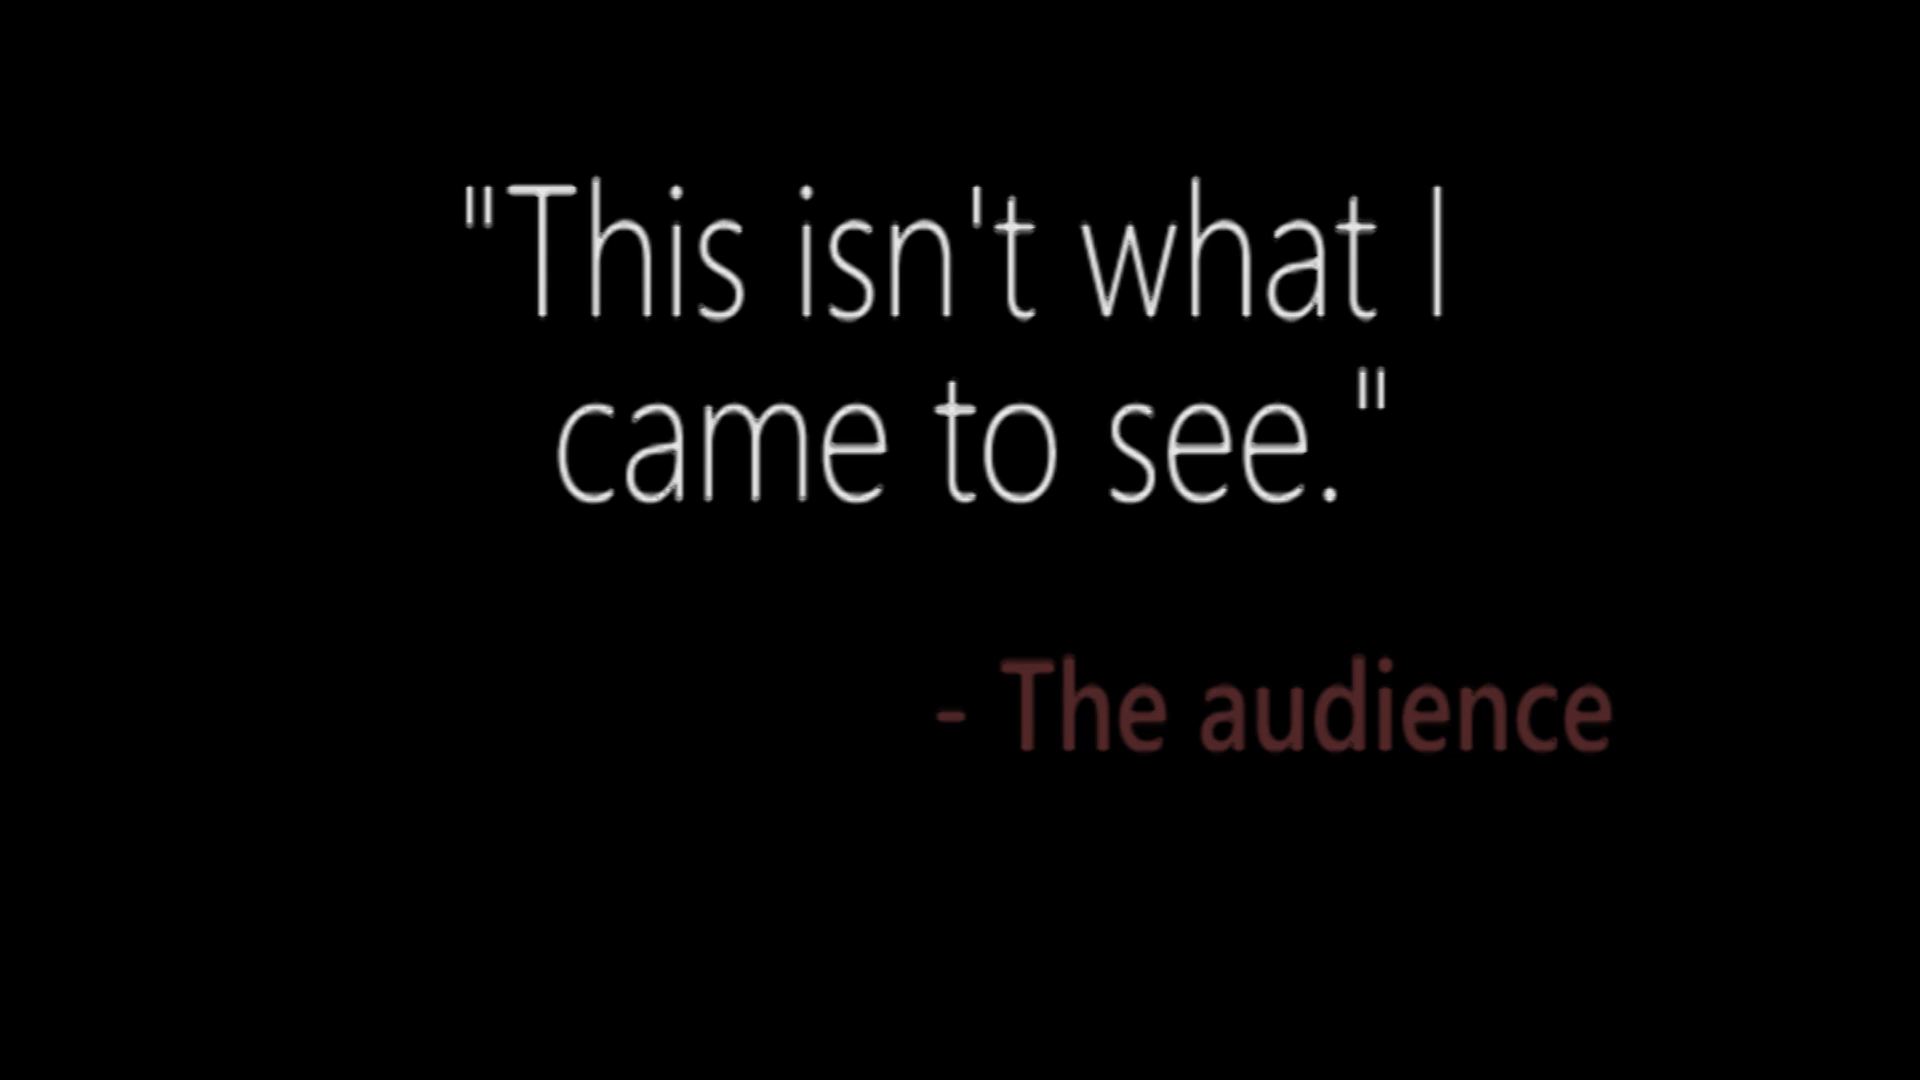 "This isn't what I
came to see."
- The audience